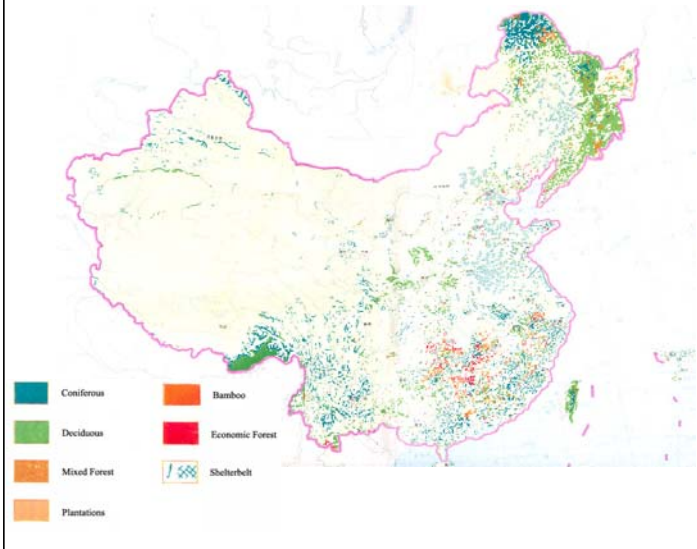 Coniferous
Bamboo
Deciduous
Economic Forest
Mixed Forest
Shelterbelt
Plantations